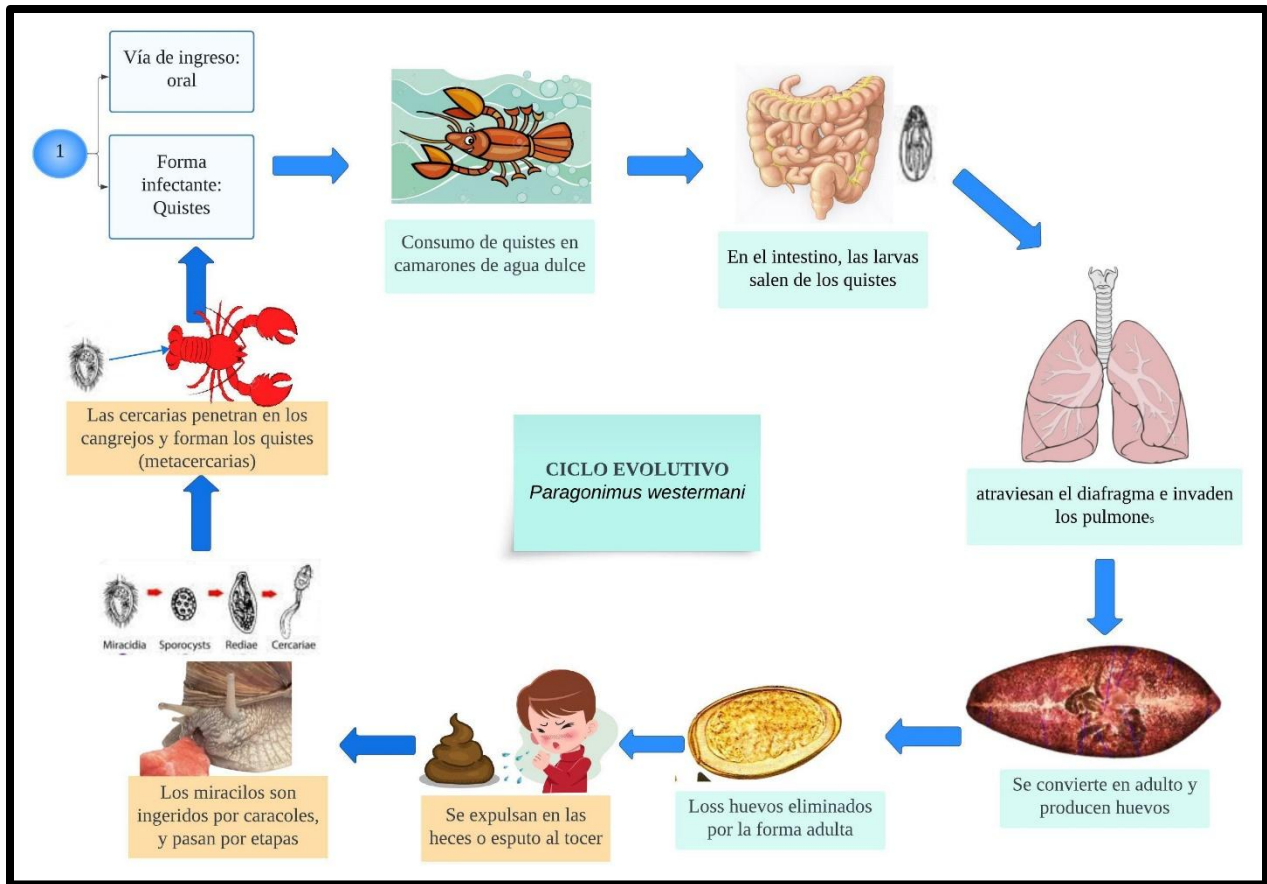 1
Vía de ingreso:
oral
Forma
infectante:
Quistes
Consumo de quistes en
camarones de agua dulce
En el intestino, las larvas
salen de los quistes
atraviesan el diafragma e invaden
los pulmones
Se convierte en adulto y
producen huevos
Loss huevos eliminados
por la forma adulta
Se expulsan en las
heces o esputo al tocer
Los miracilos son
ingeridos por caracoles,
y pasan por etapas
Miracidia Sporocysts Rediae Cercariae
Las cercarias penetran en los
cangrejos y forman los quistes
(metacercarias)
CICLO EVOLUTIVO
Paragonimus westermani